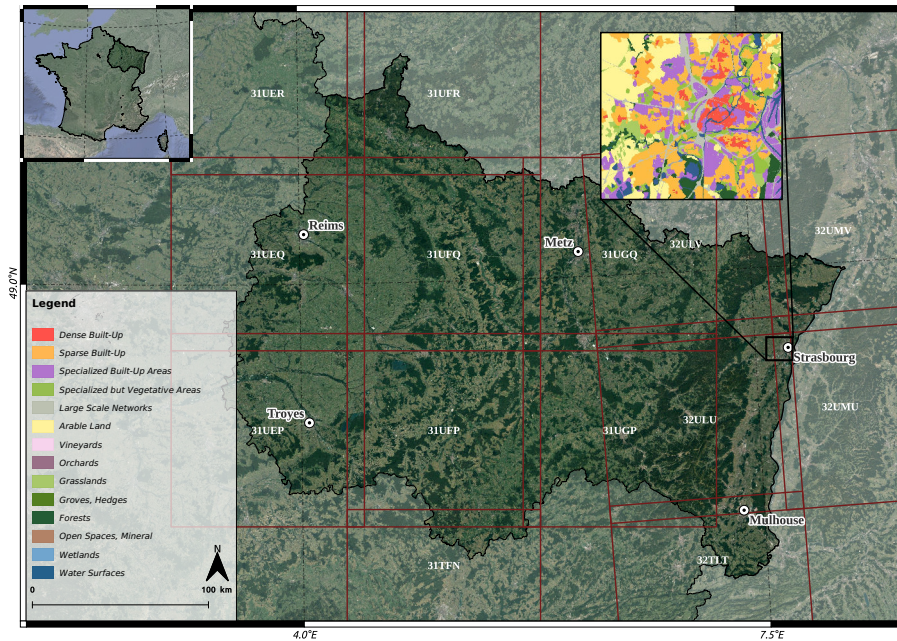 31UER
31UFR
32UMV
Reims
Metz
32ULV
31UEQ
31UFQ
31UGQ
49.0°N
Legend
Dense Built-Up
Sparse Built-Up
Specialized Built-Up Areas
Specialized but Vegetative Areas
Large Scale Networks
Arable Land
Vineyards
Orchards
Grasslands
Groves, Hedges
Forests
Open Spaces, Mineral
Wetlands
Water Surfaces
N
0
100 km
Strasbourg
32UMU
Troyes
31UEP
31UFP
31UGP
32ULU
Mulhouse
31TFN
32TLT
4.0°E
7.5°E